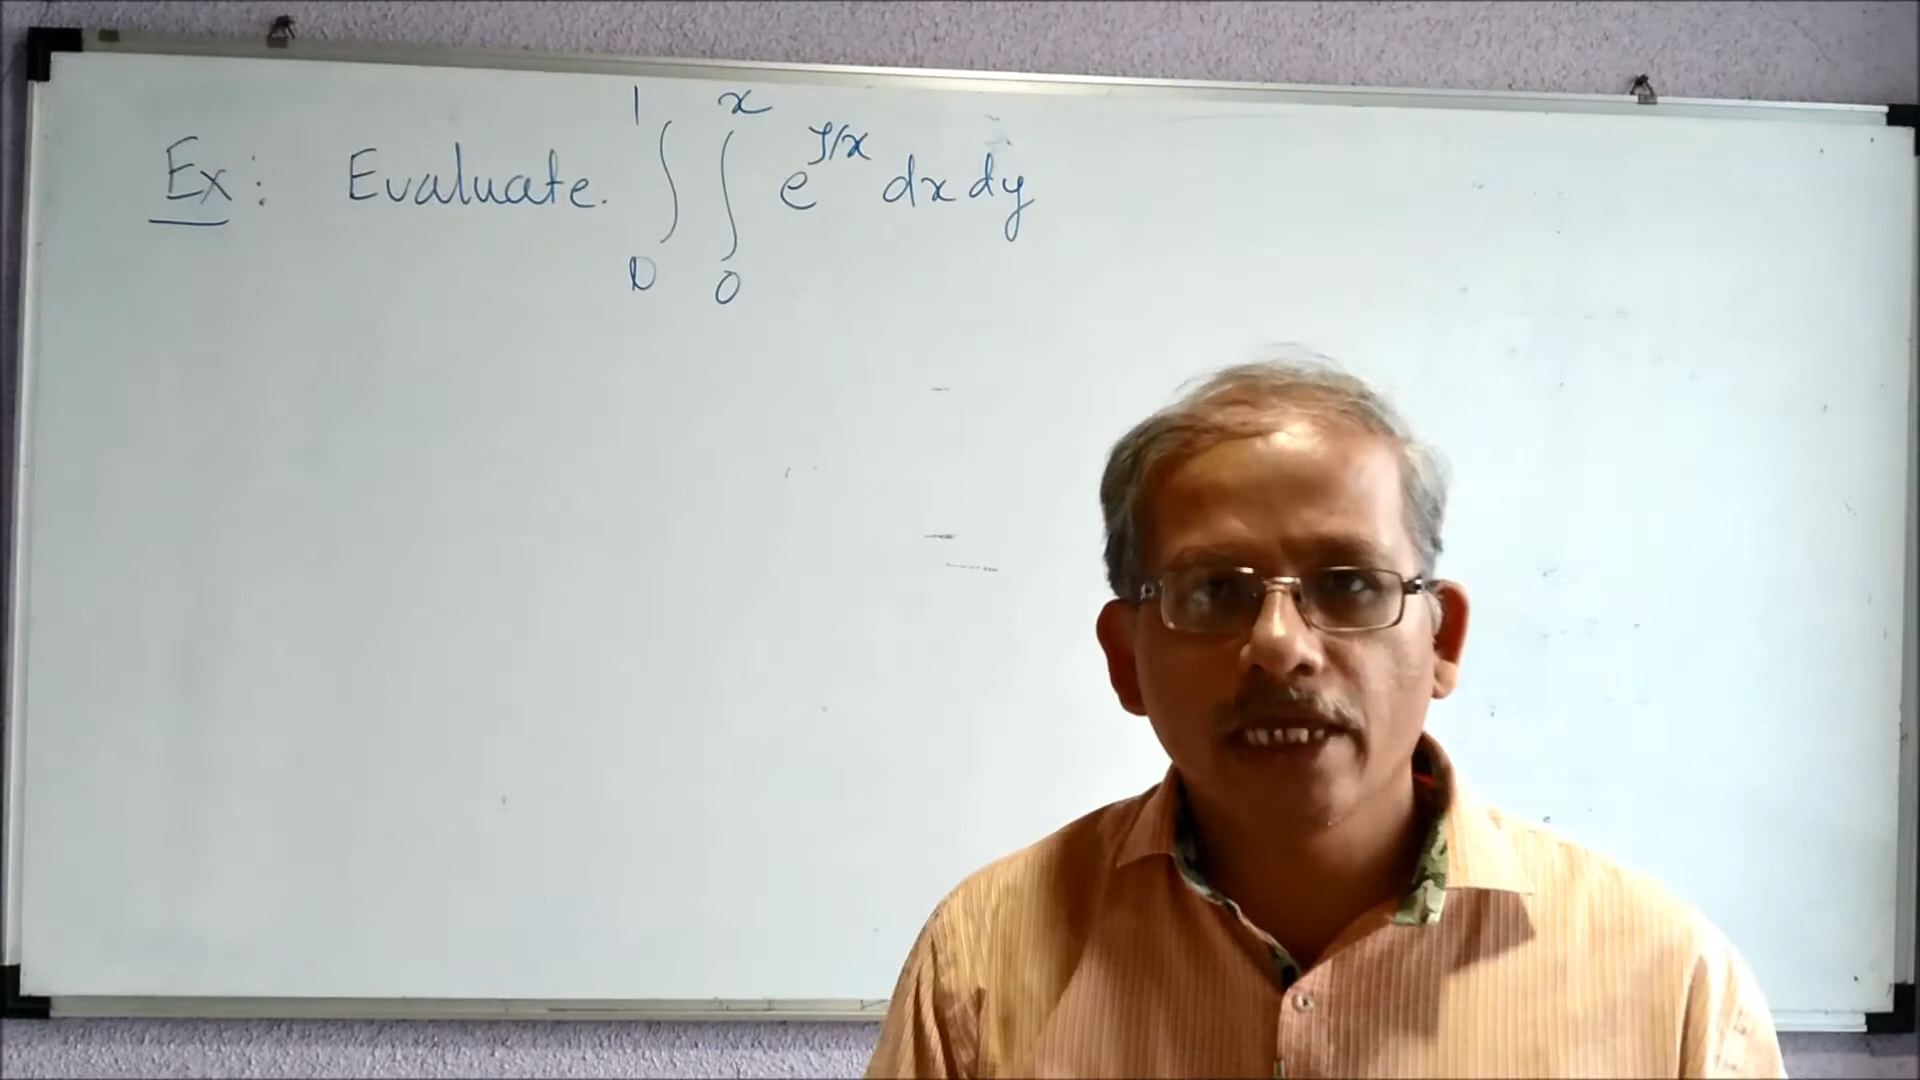 Ex: Evaluate. ∫₀¹ ∫₀ˣ e^{y/x} dx dy